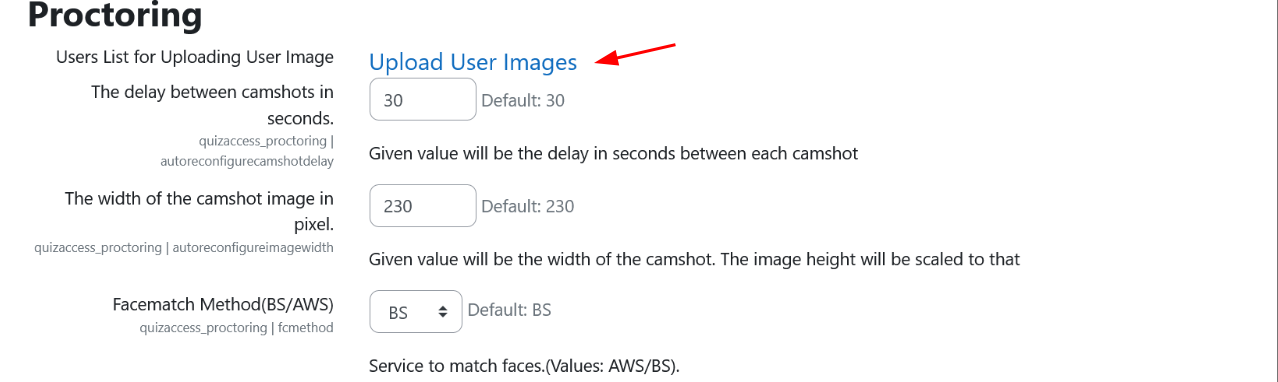 Proctoring
Users List for Uploading User Image
Upload User Images
The delay between camshots in
seconds.
quizaccess_proctoring |
autoreconfigurecamshotdelay
30
Default: 30
Given value will be the delay in seconds between each camshot
The width of the camshot image in
pixel.
quizaccess_proctoring | autoreconfigureimagewidth
230
Default: 230
Given value will be the width of the camshot. The image height will be scaled to that
Facematch Method(BS/AWS)
quizaccess_proctoring | fcmethod
BS
Default: BS
Service to match faces.(Values: AWS/BS).